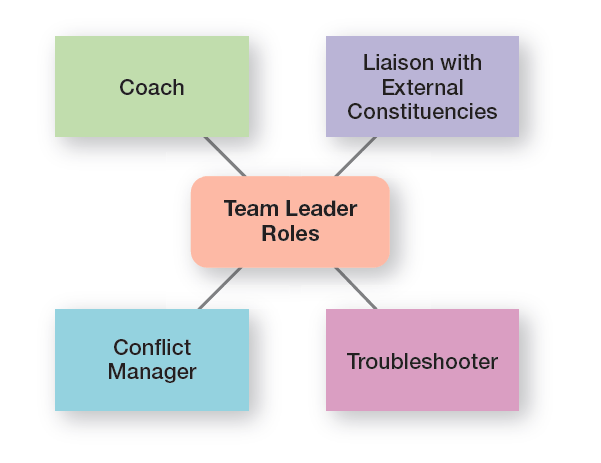 Coach
Liaison with
External
Constituencies
Team Leader
Roles
Conflict
Manager
Troubleshooter